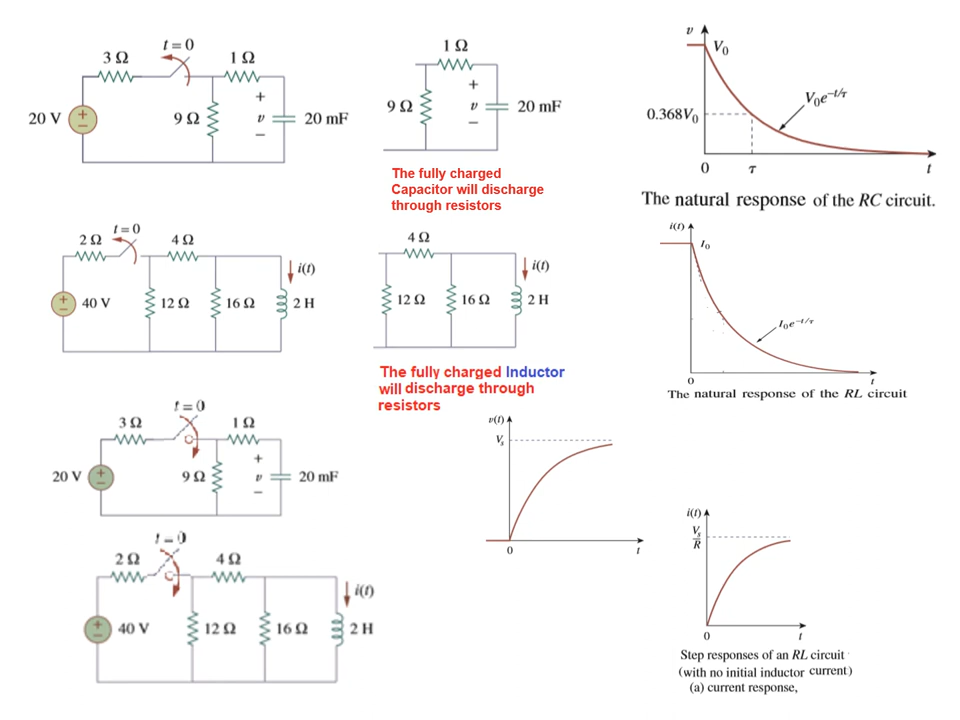 t = 0
3 Ω
1 Ω
20 V
+
−
9 Ω
+
v
−
20 mF
1 Ω
9 Ω
+
v
−
20 mF
The fully charged
Capacitor will discharge
through resistors
v
V₀
V₀e^−t/τ
0.368V₀
0
τ
t
The natural response of the RC circuit.
t = 0
2 Ω
4 Ω
i(t)
+
−
40 V
12 Ω
16 Ω
2 H
4 Ω
i(t)
12 Ω
16 Ω
2 H
The fully charged Inductor
will discharge through
resistors
i(t)
I₀
I₀e^−t/τ
0
t
The natural response of the RL circuit
t = 0
3 Ω
1 Ω
20 V
+
−
9 Ω
+
v
−
20 mF
v(t)
Vₛ
0
t
t = 0
2 Ω
4 Ω
i(t)
+
−
40 V
12 Ω
16 Ω
2 H
i(t)
Vₛ
R
0
t
Step responses of an RL circuit
(with no initial inductor current)
(a) current response,